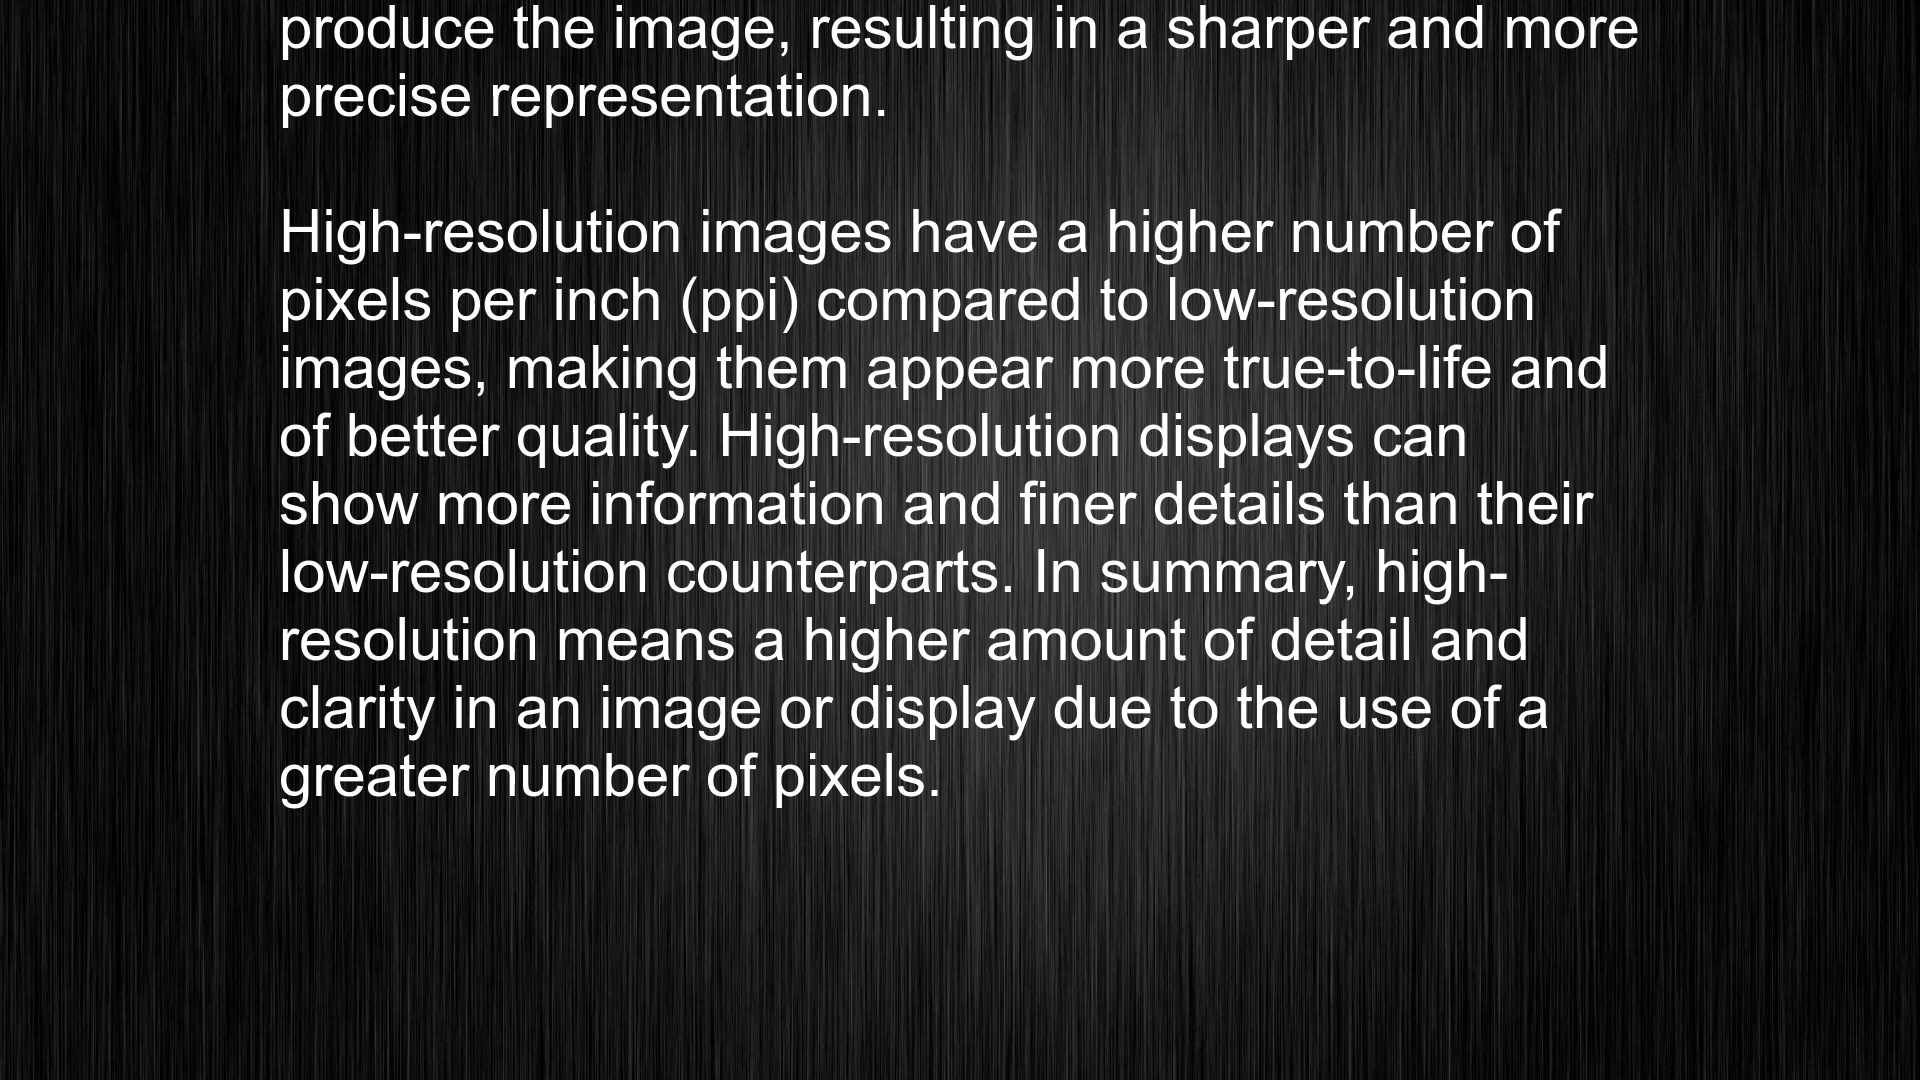 produce the image, resulting in a sharper and more
precise representation.
High-resolution images have a higher number of
pixels per inch (ppi) compared to low-resolution
images, making them appear more true-to-life and
of better quality. High-resolution displays can
show more information and finer details than their
low-resolution counterparts. In summary, high-
resolution means a higher amount of detail and
clarity in an image or display due to the use of a
greater number of pixels.